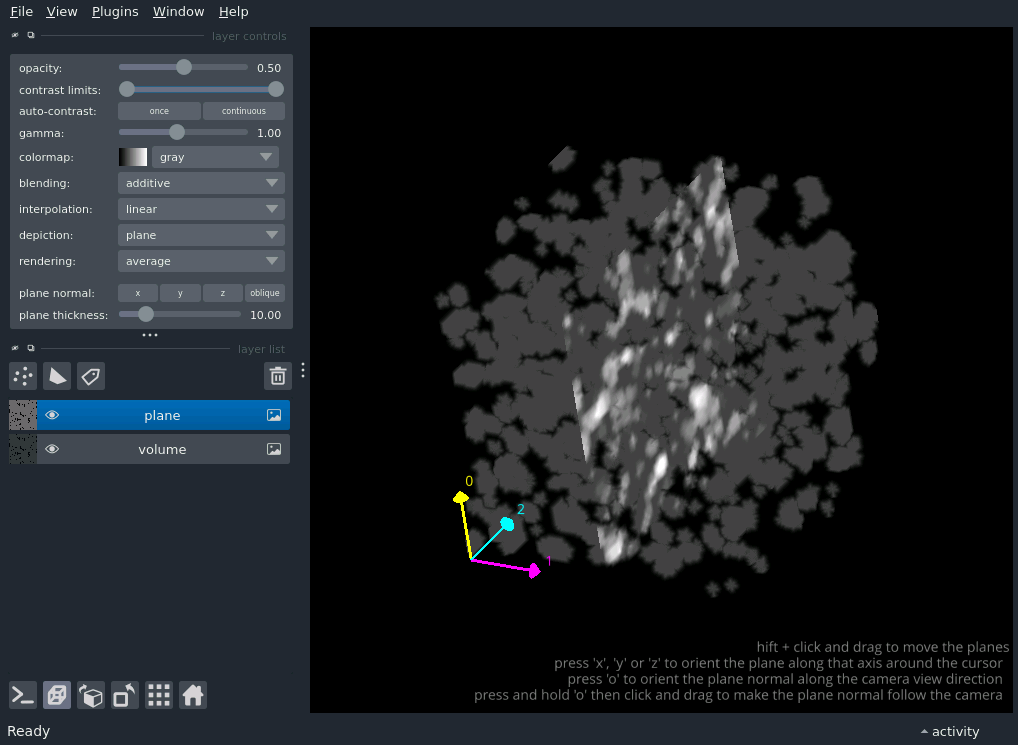 File View Plugins Window Help
layer controls
opacity: 0.50
contrast limits:
auto-contrast: once continuous
gamma: 1.00
colormap: gray
blending: additive
interpolation: linear
depiction: plane
rendering: average
plane normal: x y z oblique
plane thickness: 10.00
layer list
plane
volume
0
2
1
hift + click and drag to move the planes
press 'x', 'y' or 'z' to orient the plane along that axis around the cursor
press 'o' to orient the plane normal along the camera view direction
press and hold 'o' then click and drag to make the plane normal follow the camera
Ready
activity